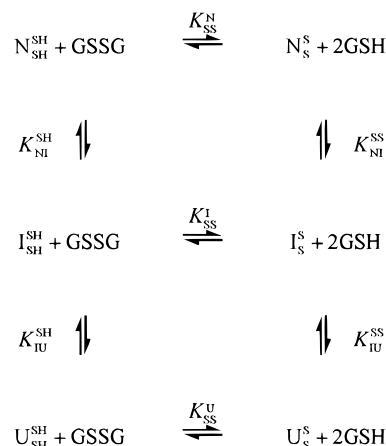 K_SS^N
N_SH^SH + GSSG ⇌ N_S^S + 2GSH
K_NI^SH ⇌ ⇌ K_NI^SS
K_SS^I
I_SH^SH + GSSG ⇌ I_S^S + 2GSH
K_IU^SH ⇌ ⇌ K_IU^SS
K_SS^U
U_SH^SH + GSSG ⇌ U_S^S + 2GSH